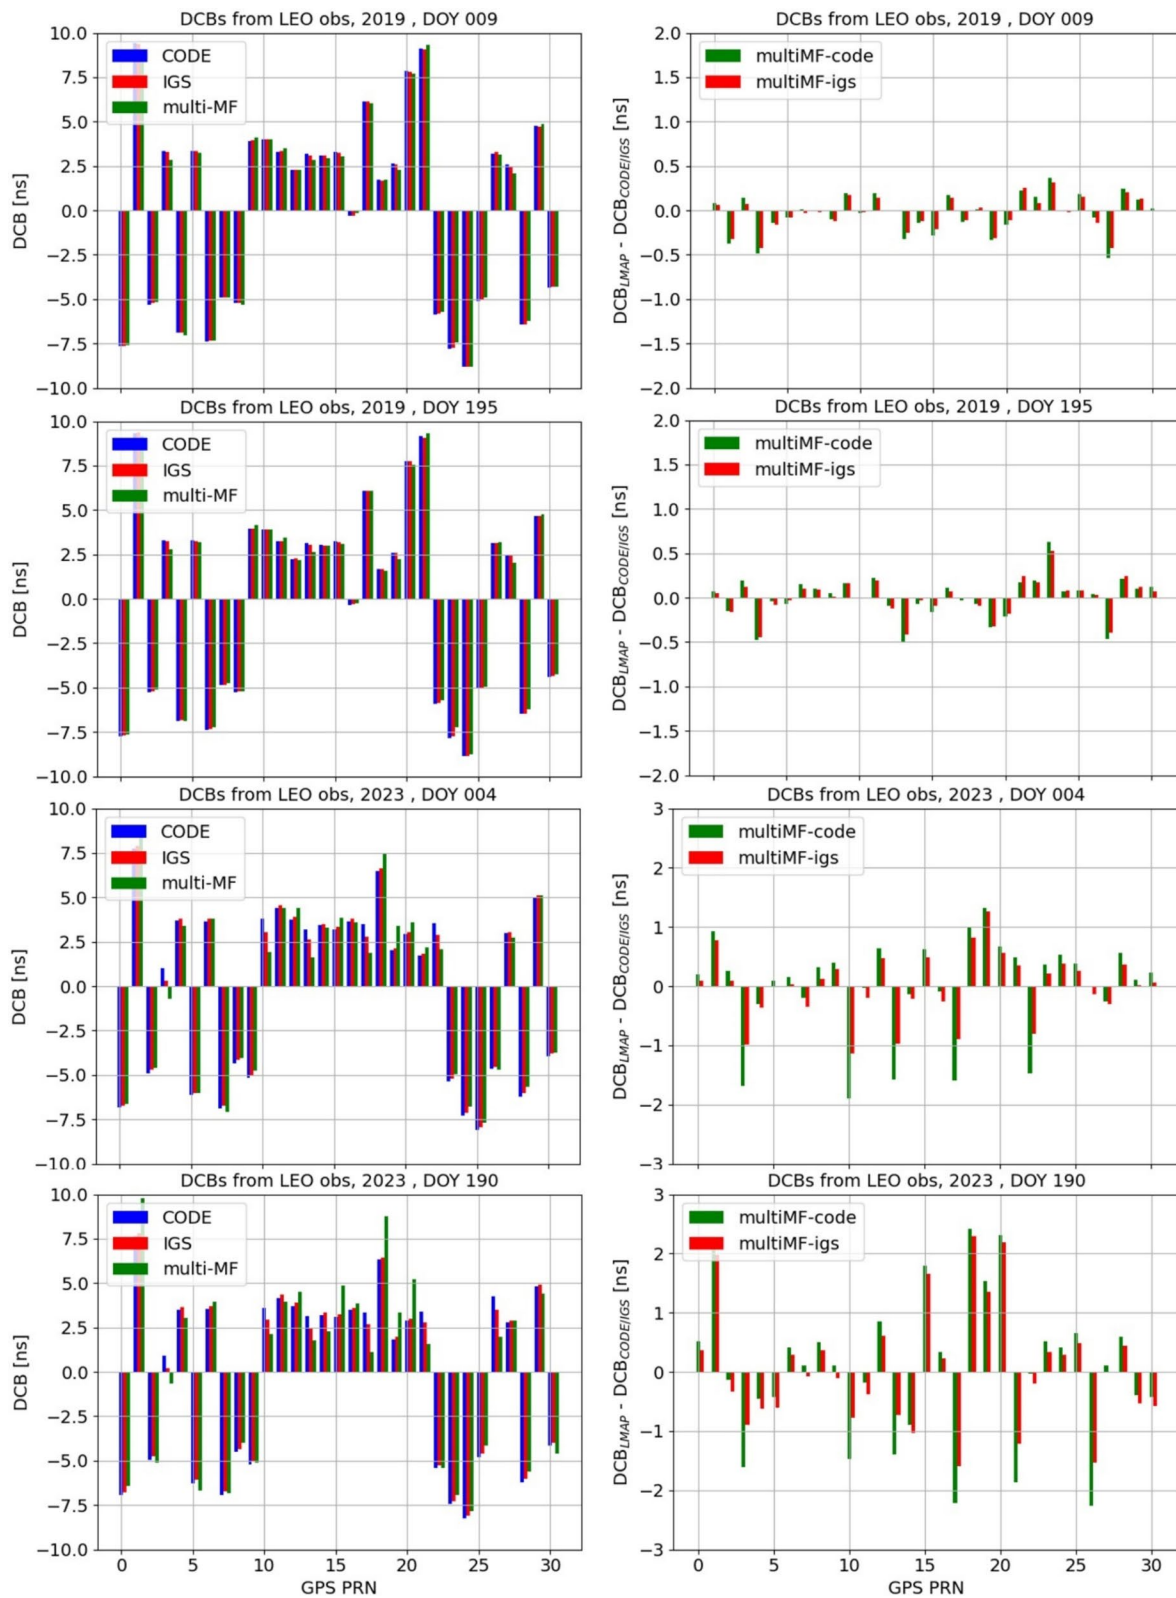 DCBs from LEO obs, 2019 , DOY 009
DCB [ns]
10.0
7.5
5.0
2.5
0.0
−2.5
−5.0
−7.5
−10.0
CODE
IGS
multi-MF
DCBs from LEO obs, 2019 , DOY 009
DCB_LMAP - DCB_CODE/IGS [ns]
2.0
1.5
1.0
0.5
0.0
−0.5
−1.0
−1.5
−2.0
multiMF-code
multiMF-igs
DCBs from LEO obs, 2019 , DOY 195
DCB [ns]
10.0
7.5
5.0
2.5
0.0
−2.5
−5.0
−7.5
−10.0
CODE
IGS
multi-MF
DCBs from LEO obs, 2019 , DOY 195
DCB_LMAP - DCB_CODE/IGS [ns]
2.0
1.5
1.0
0.5
0.0
−0.5
−1.0
−1.5
−2.0
multiMF-code
multiMF-igs
DCBs from LEO obs, 2023 , DOY 004
DCB [ns]
10.0
7.5
5.0
2.5
0.0
−2.5
−5.0
−7.5
−10.0
CODE
IGS
multi-MF
DCBs from LEO obs, 2023 , DOY 004
DCB_LMAP - DCB_CODE/IGS [ns]
3
2
1
0
−1
−2
−3
multiMF-code
multiMF-igs
DCBs from LEO obs, 2023 , DOY 190
DCB [ns]
10.0
7.5
5.0
2.5
0.0
−2.5
−5.0
−7.5
−10.0
CODE
IGS
multi-MF
0 5 10 15 20 25 30
GPS PRN
DCBs from LEO obs, 2023 , DOY 190
DCB_LMAP - DCB_CODE/IGS [ns]
3
2
1
0
−1
−2
−3
multiMF-code
multiMF-igs
0 5 10 15 20 25 30
GPS PRN